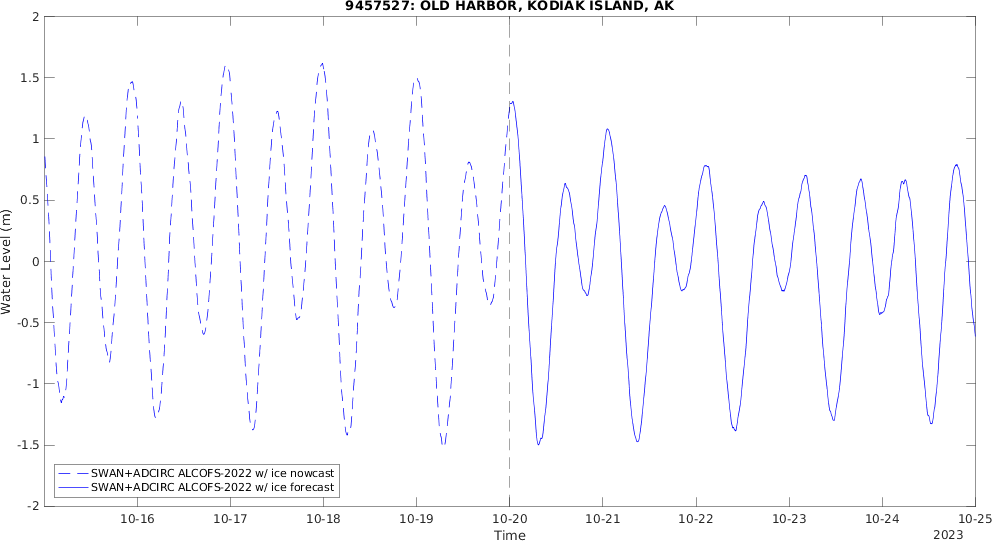 9457527: OLD HARBOR, KODIAK ISLAND, AK
2
1.5
1
0.5
0
-0.5
-1
-1.5
-2
Water Level (m)
SWAN+ADCIRC ALCOFS-2022 w/ ice nowcast
SWAN+ADCIRC ALCOFS-2022 w/ ice forecast
10-16 10-17 10-18 10-19 10-20 10-21 10-22 10-23 10-24 10-25
Time
2023